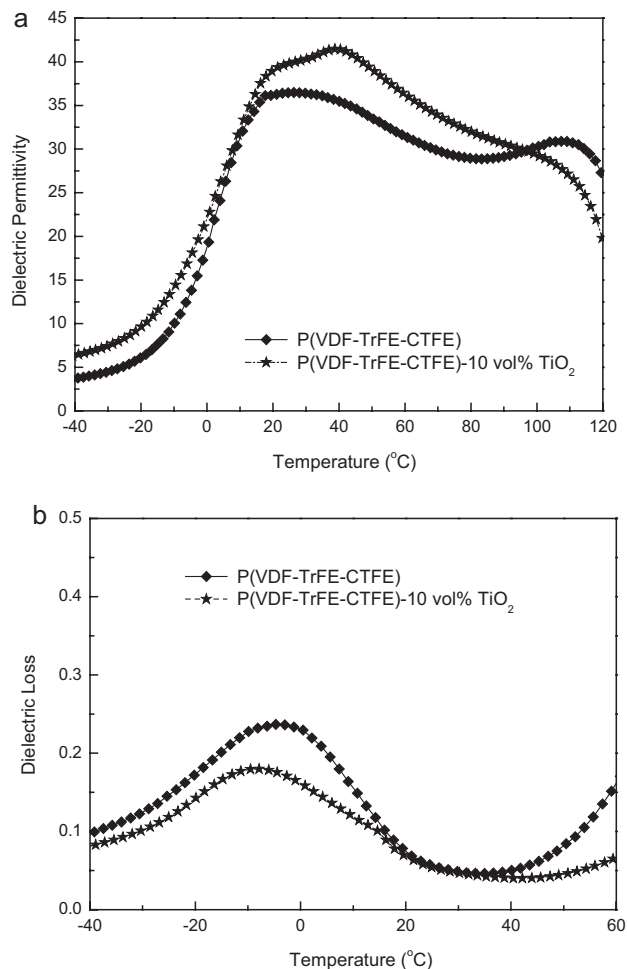 a
45
40
35
30
25
20
15
10
5
0
Dielectric Permittivity
P(VDF-TrFE-CTFE)
P(VDF-TrFE-CTFE)-10 vol% TiO₂
-40 -20 0 20 40 60 80 100 120
Temperature (°C)
b
0.5
0.4
0.3
0.2
0.1
0.0
Dielectric Loss
P(VDF-TrFE-CTFE)
P(VDF-TrFE-CTFE)-10 vol% TiO₂
-40 -20 0 20 40 60
Temperature (°C)